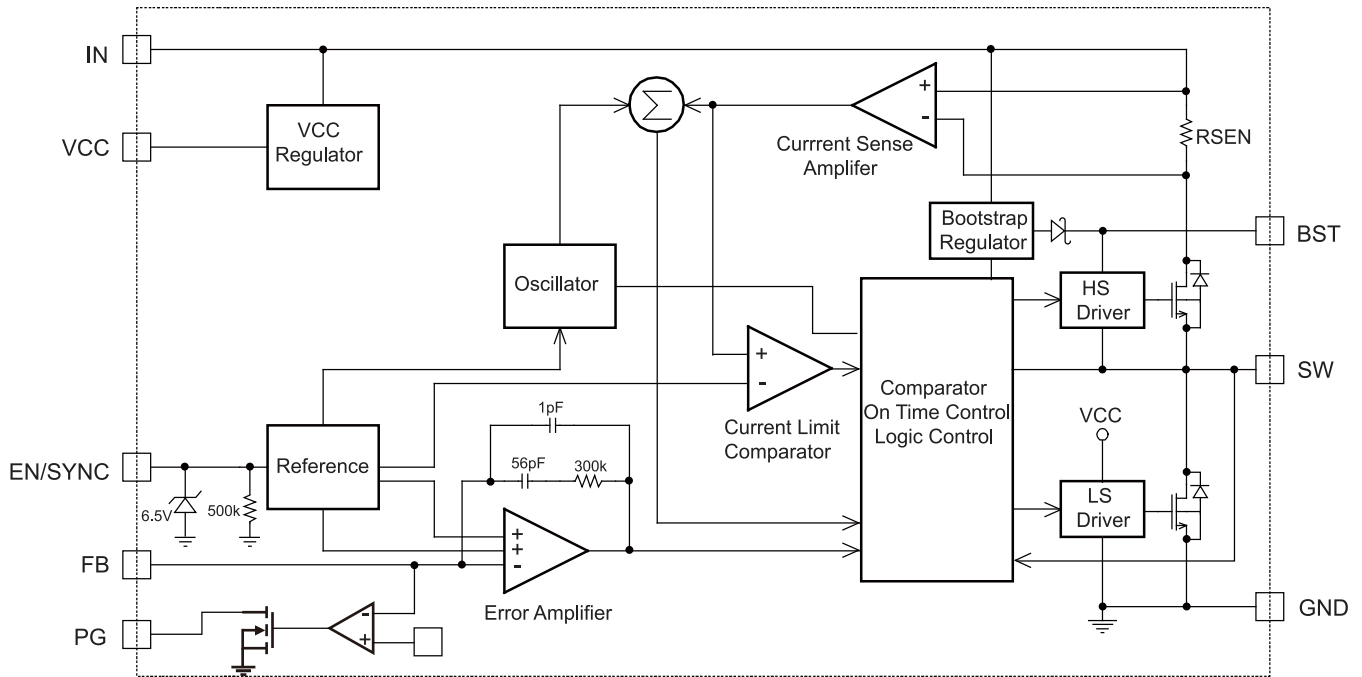 IN
VCC
VCC
Regulator
Σ
+
-
Currrent Sense
Amplifer
RSEN
Bootstrap
Regulator
BST
Oscillator
HS
Driver
+
-
Current Limit
Comparator
Comparator
On Time Control
Logic Control
SW
VCC
1pF
56pF
300k
EN/SYNC
Reference
6.5V
500k
LS
Driver
+
+
-
FB
Error Amplifier
GND
PG
-
+